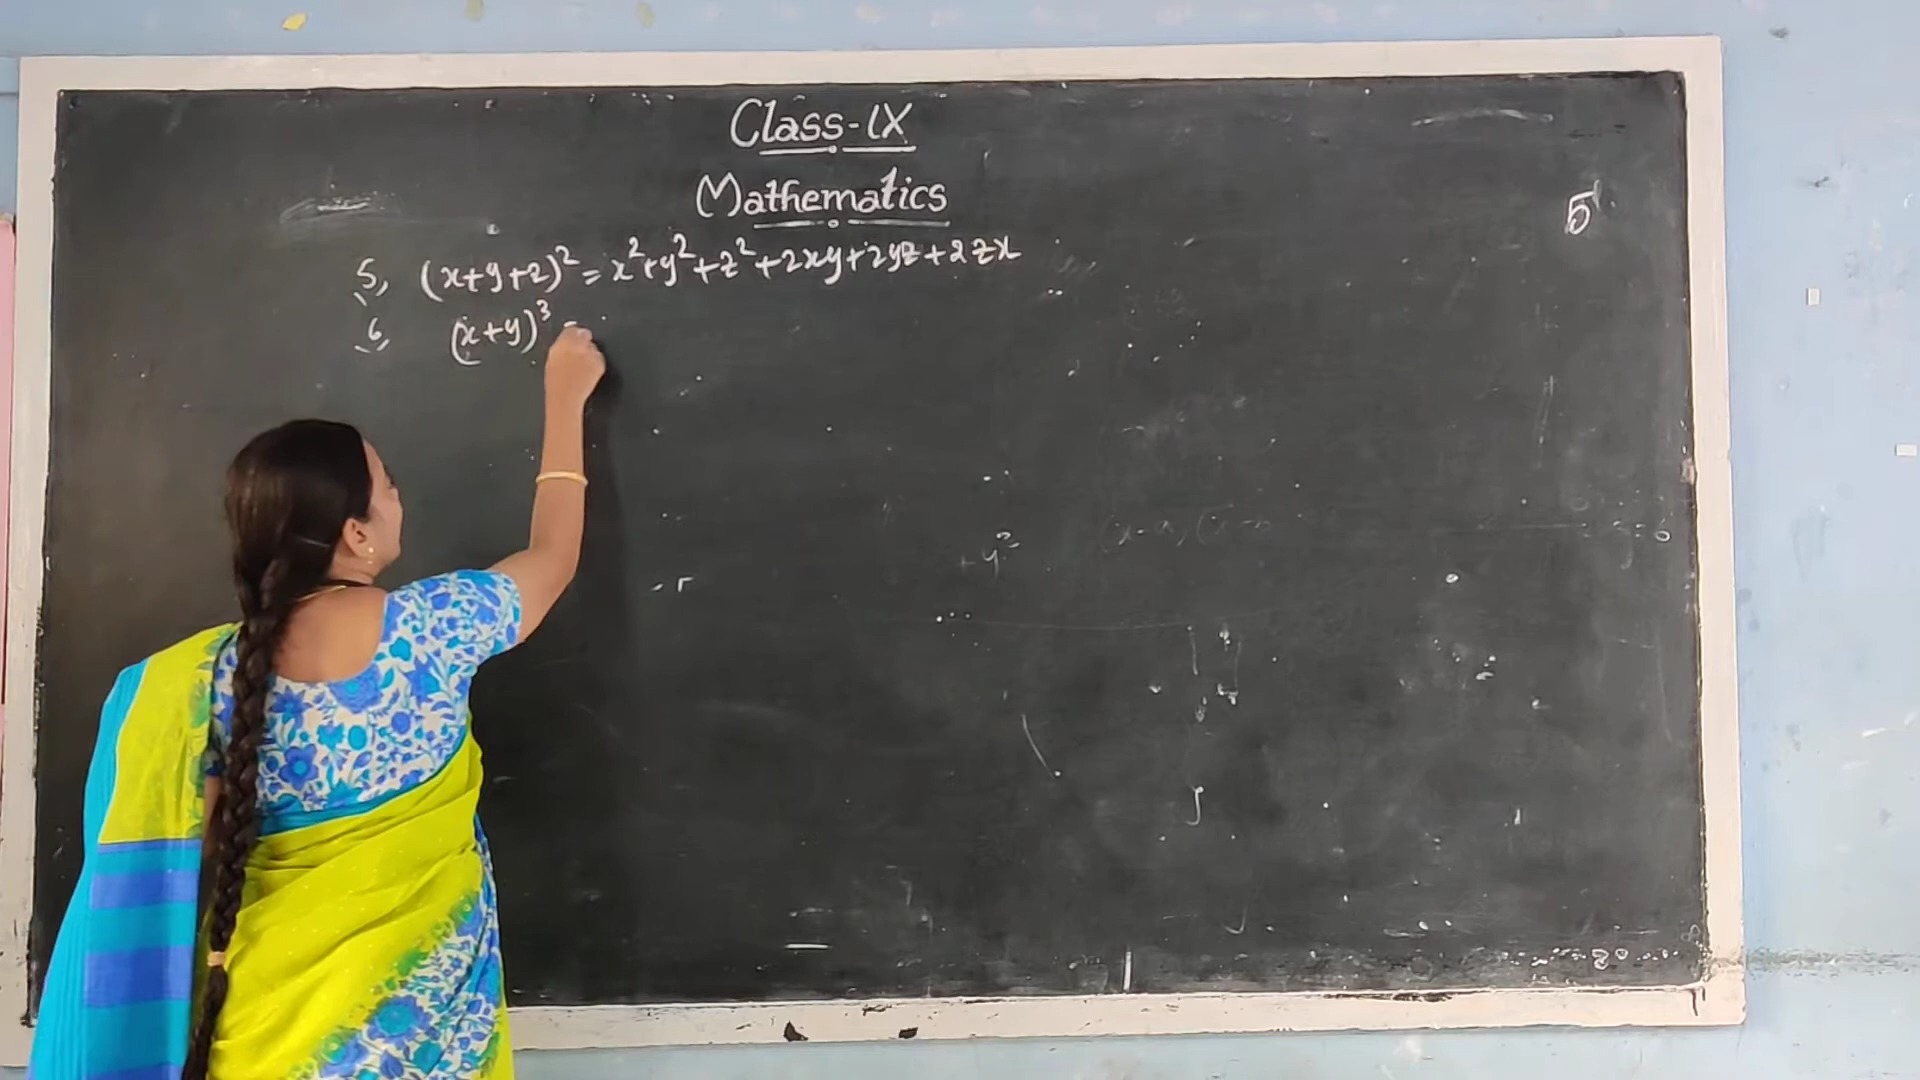 Class-IX
Mathematics
5
5, (x+y+z)² = x²+y²+z²+2xy+2yz+2zx
6, (x+y)³ =